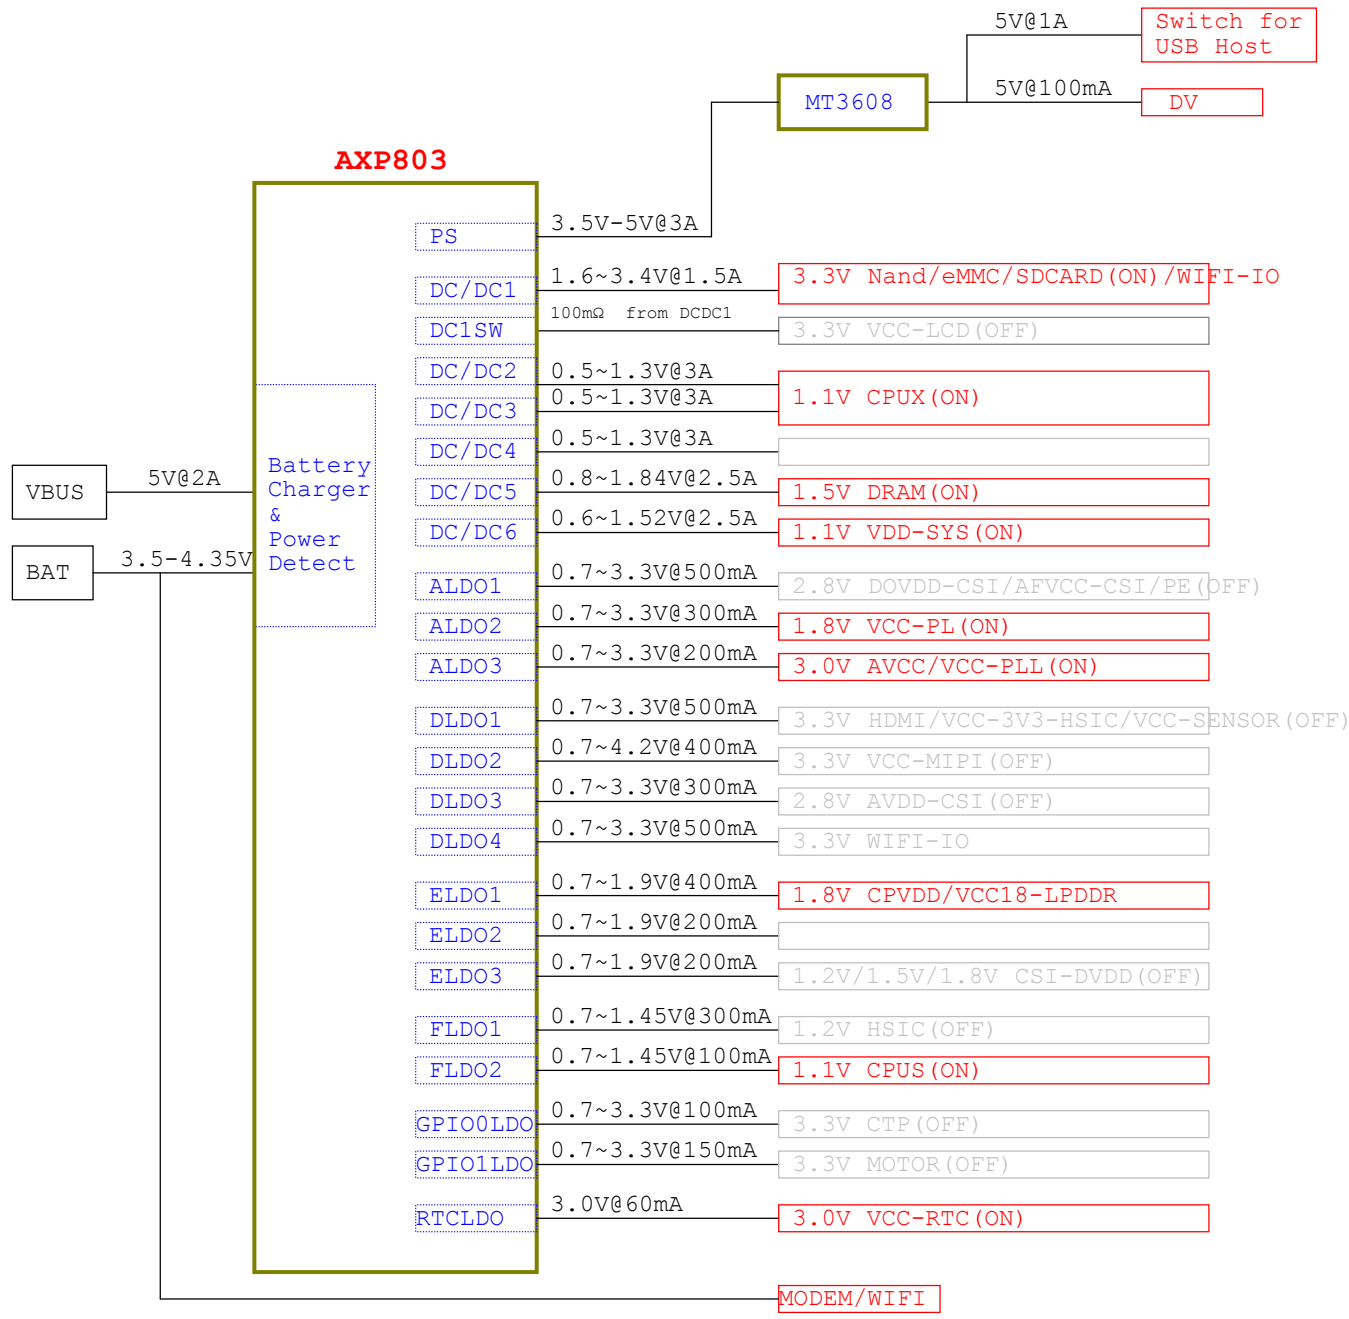 5V@1A
Switch for
USB Host
MT3608
5V@100mA
DV
AXP803
PS
3.5V-5V@3A
DC/DC1
1.6~3.4V@1.5A
3.3V Nand/eMMC/SDCARD(ON)/WIFI-IO
DC1SW
100mΩ from DCDC1
3.3V VCC-LCD(OFF)
DC/DC2
0.5~1.3V@3A
DC/DC3
0.5~1.3V@3A
1.1V CPUX(ON)
DC/DC4
0.5~1.3V@3A
VBUS
5V@2A
Battery
Charger
&
Power
Detect
DC/DC5
0.8~1.84V@2.5A
1.5V DRAM(ON)
DC/DC6
0.6~1.52V@2.5A
1.1V VDD-SYS(ON)
BAT
3.5-4.35V
ALDO1
0.7~3.3V@500mA
2.8V DOVDD-CSI/AFVCC-CSI/PE(OFF)
ALDO2
0.7~3.3V@300mA
1.8V VCC-PL(ON)
ALDO3
0.7~3.3V@200mA
3.0V AVCC/VCC-PLL(ON)
DLDO1
0.7~3.3V@500mA
3.3V HDMI/VCC-3V3-HSIC/VCC-SENSOR(OFF)
DLDO2
0.7~4.2V@400mA
3.3V VCC-MIPI(OFF)
DLDO3
0.7~3.3V@300mA
2.8V AVDD-CSI(OFF)
DLDO4
0.7~3.3V@500mA
3.3V WIFI-IO
ELDO1
0.7~1.9V@400mA
1.8V CPVDD/VCC18-LPDDR
ELDO2
0.7~1.9V@200mA
ELDO3
0.7~1.9V@200mA
1.2V/1.5V/1.8V CSI-DVDD(OFF)
FLDO1
0.7~1.45V@300mA
1.2V HSIC(OFF)
FLDO2
0.7~1.45V@100mA
1.1V CPUS(ON)
GPIO0LDO
0.7~3.3V@100mA
3.3V CTP(OFF)
GPIO1LDO
0.7~3.3V@150mA
3.3V MOTOR(OFF)
RTCLDO
3.0V@60mA
3.0V VCC-RTC(ON)
MODEM/WIFI